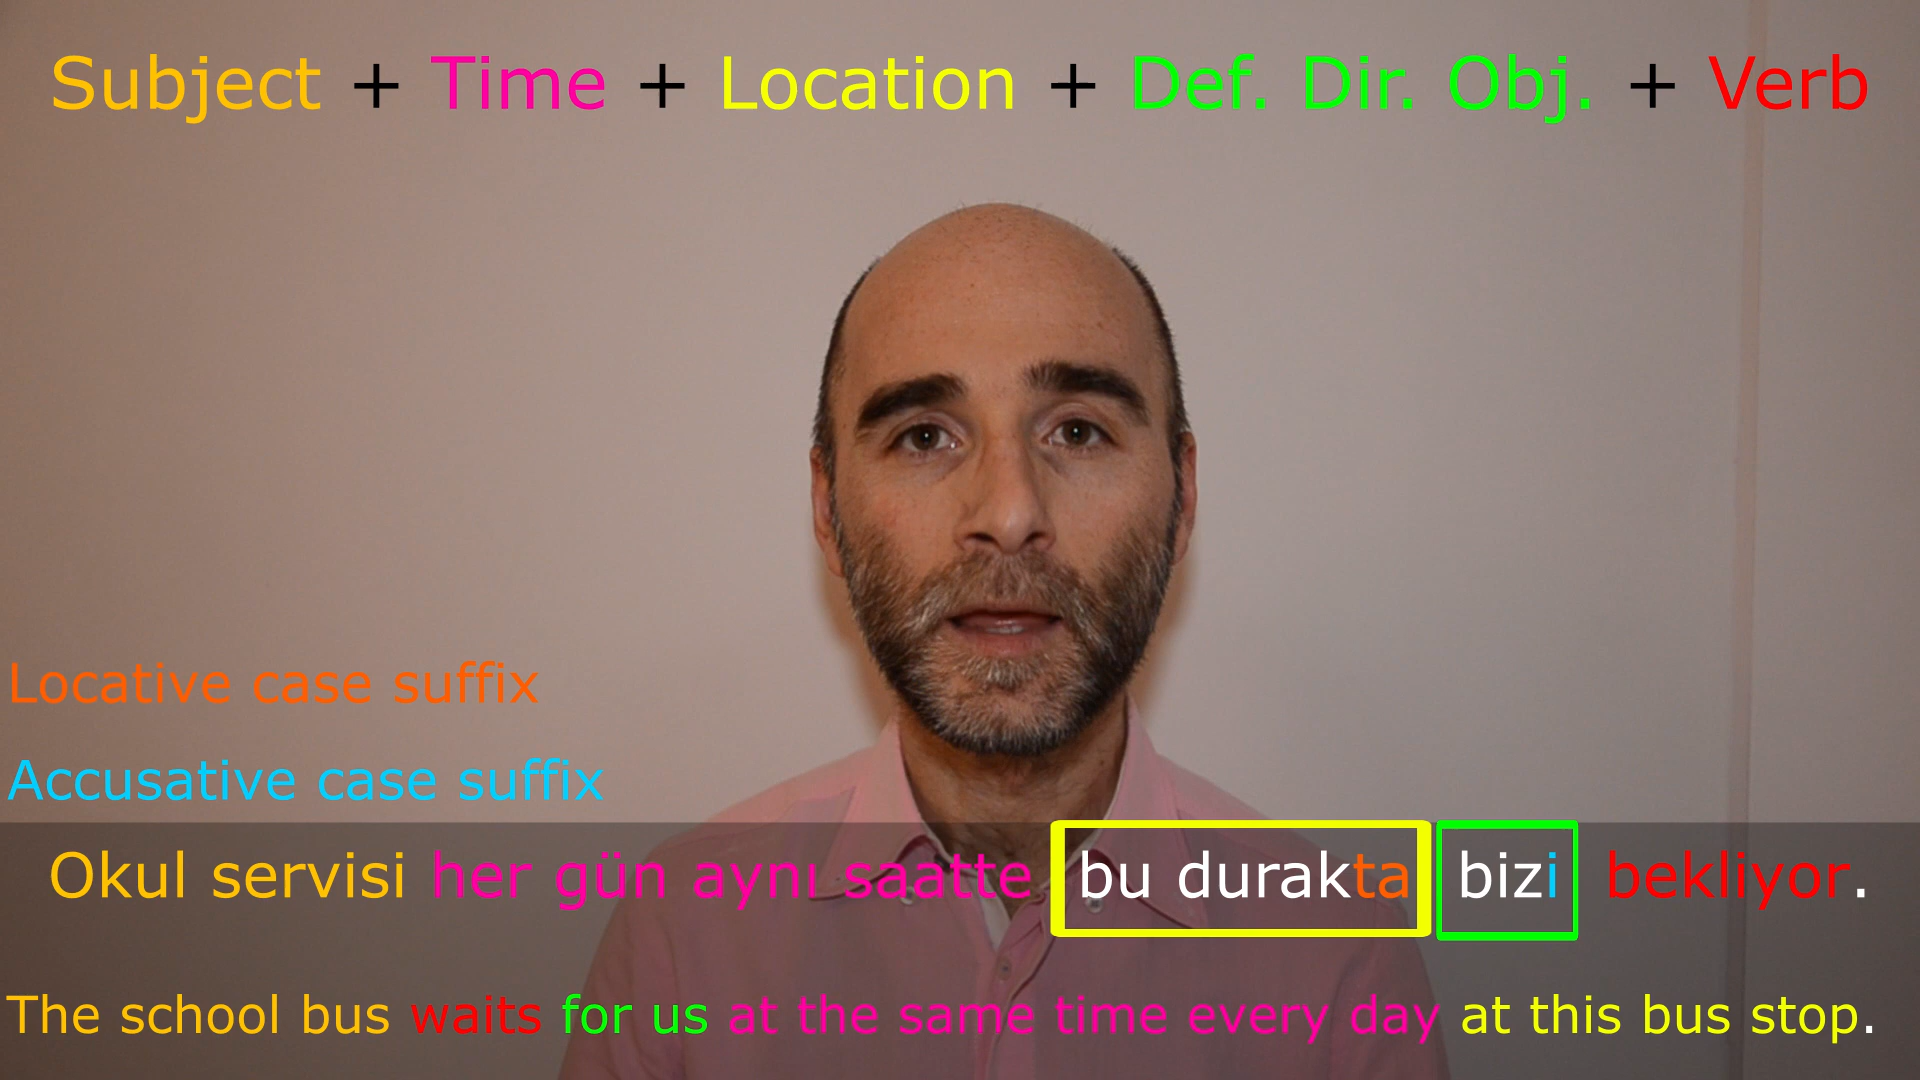 Subject + Time + Location + Def. Dir. Obj. + Verb
Locative case suffix
Accusative case suffix
Okul servisi her gün aynı saatte bu durakta bizi bekliyor.
The school bus waits for us at the same time every day at this bus stop.